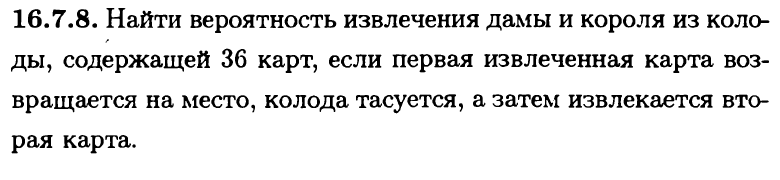 16.7.8. Найти вероятность извлечения дамы и короля из коло-
ды, содержащей 36 карт, если первая извлеченная карта воз-
вращается на место, колода тасуется, а затем извлекается вто-
рая карта.